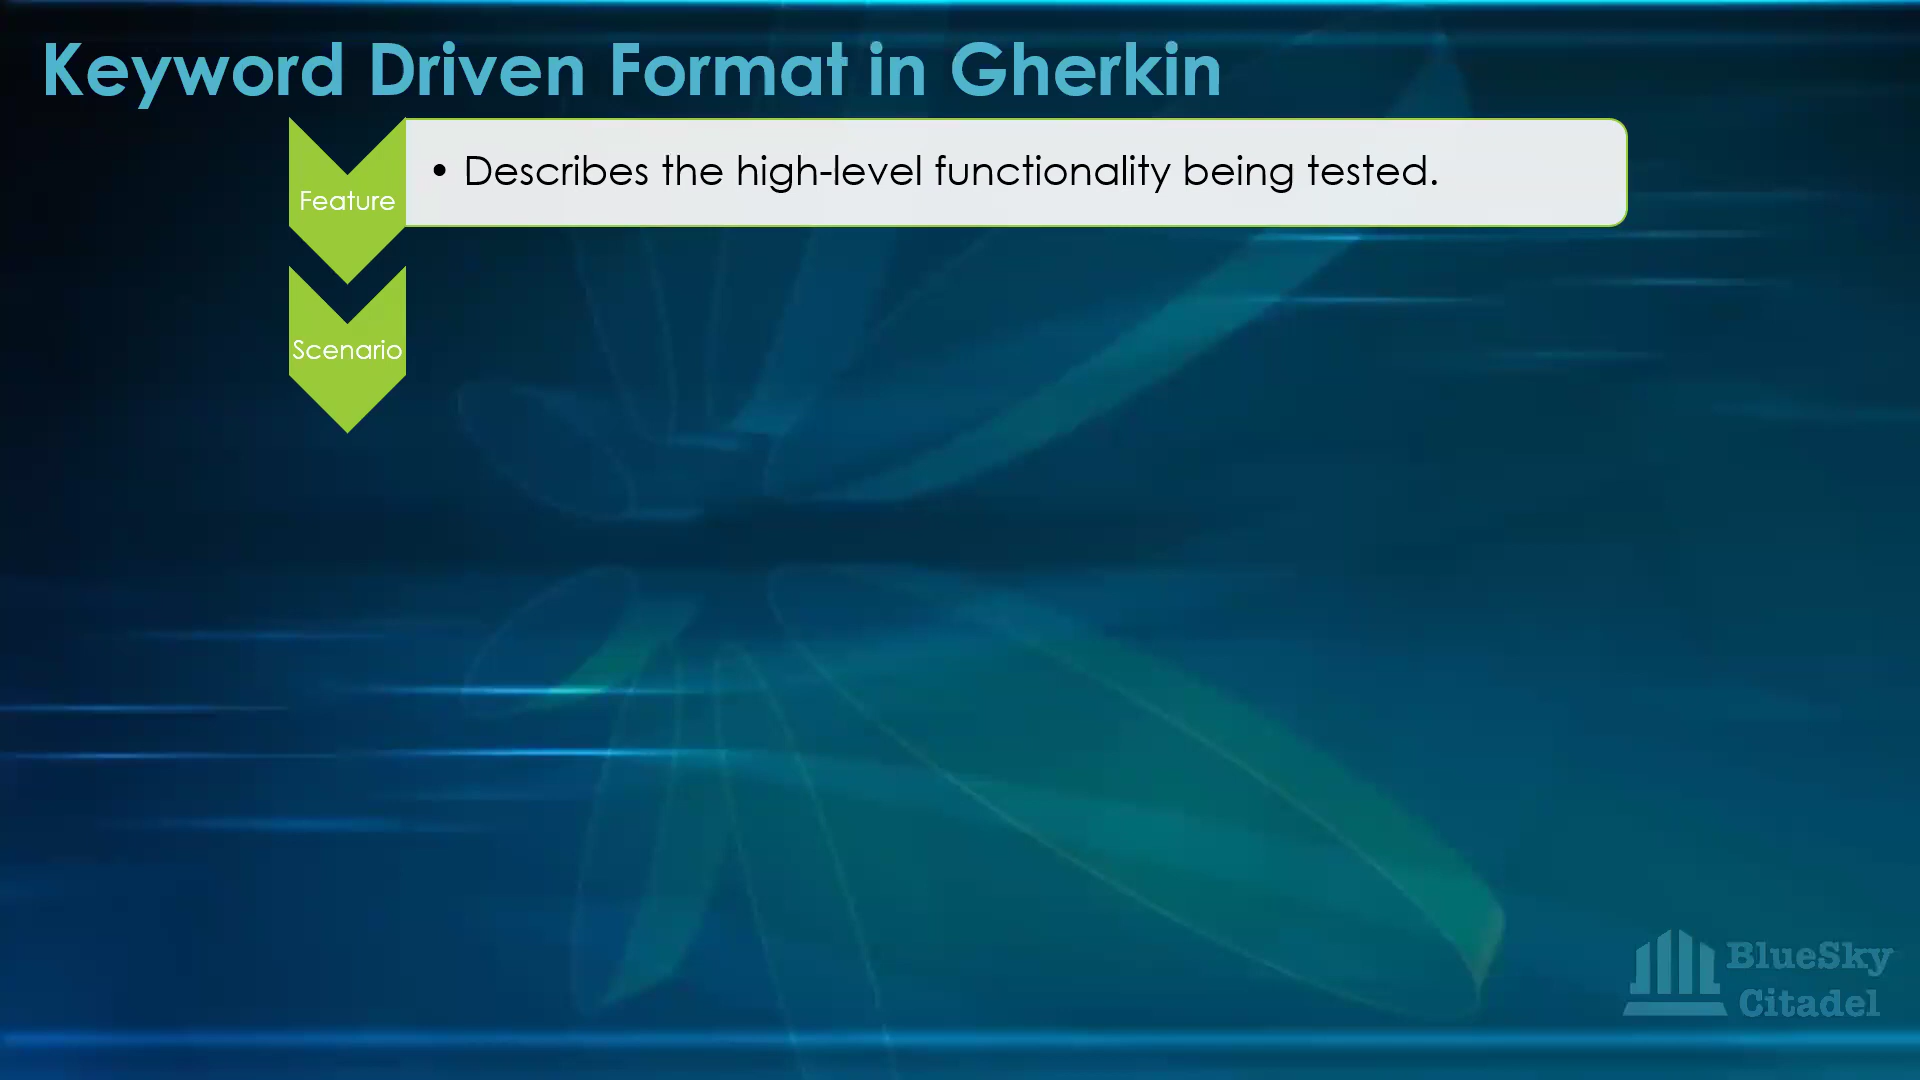 Keyword Driven Format in Gherkin
Feature
• Describes the high-level functionality being tested.
Scenario
BlueSky
Citadel